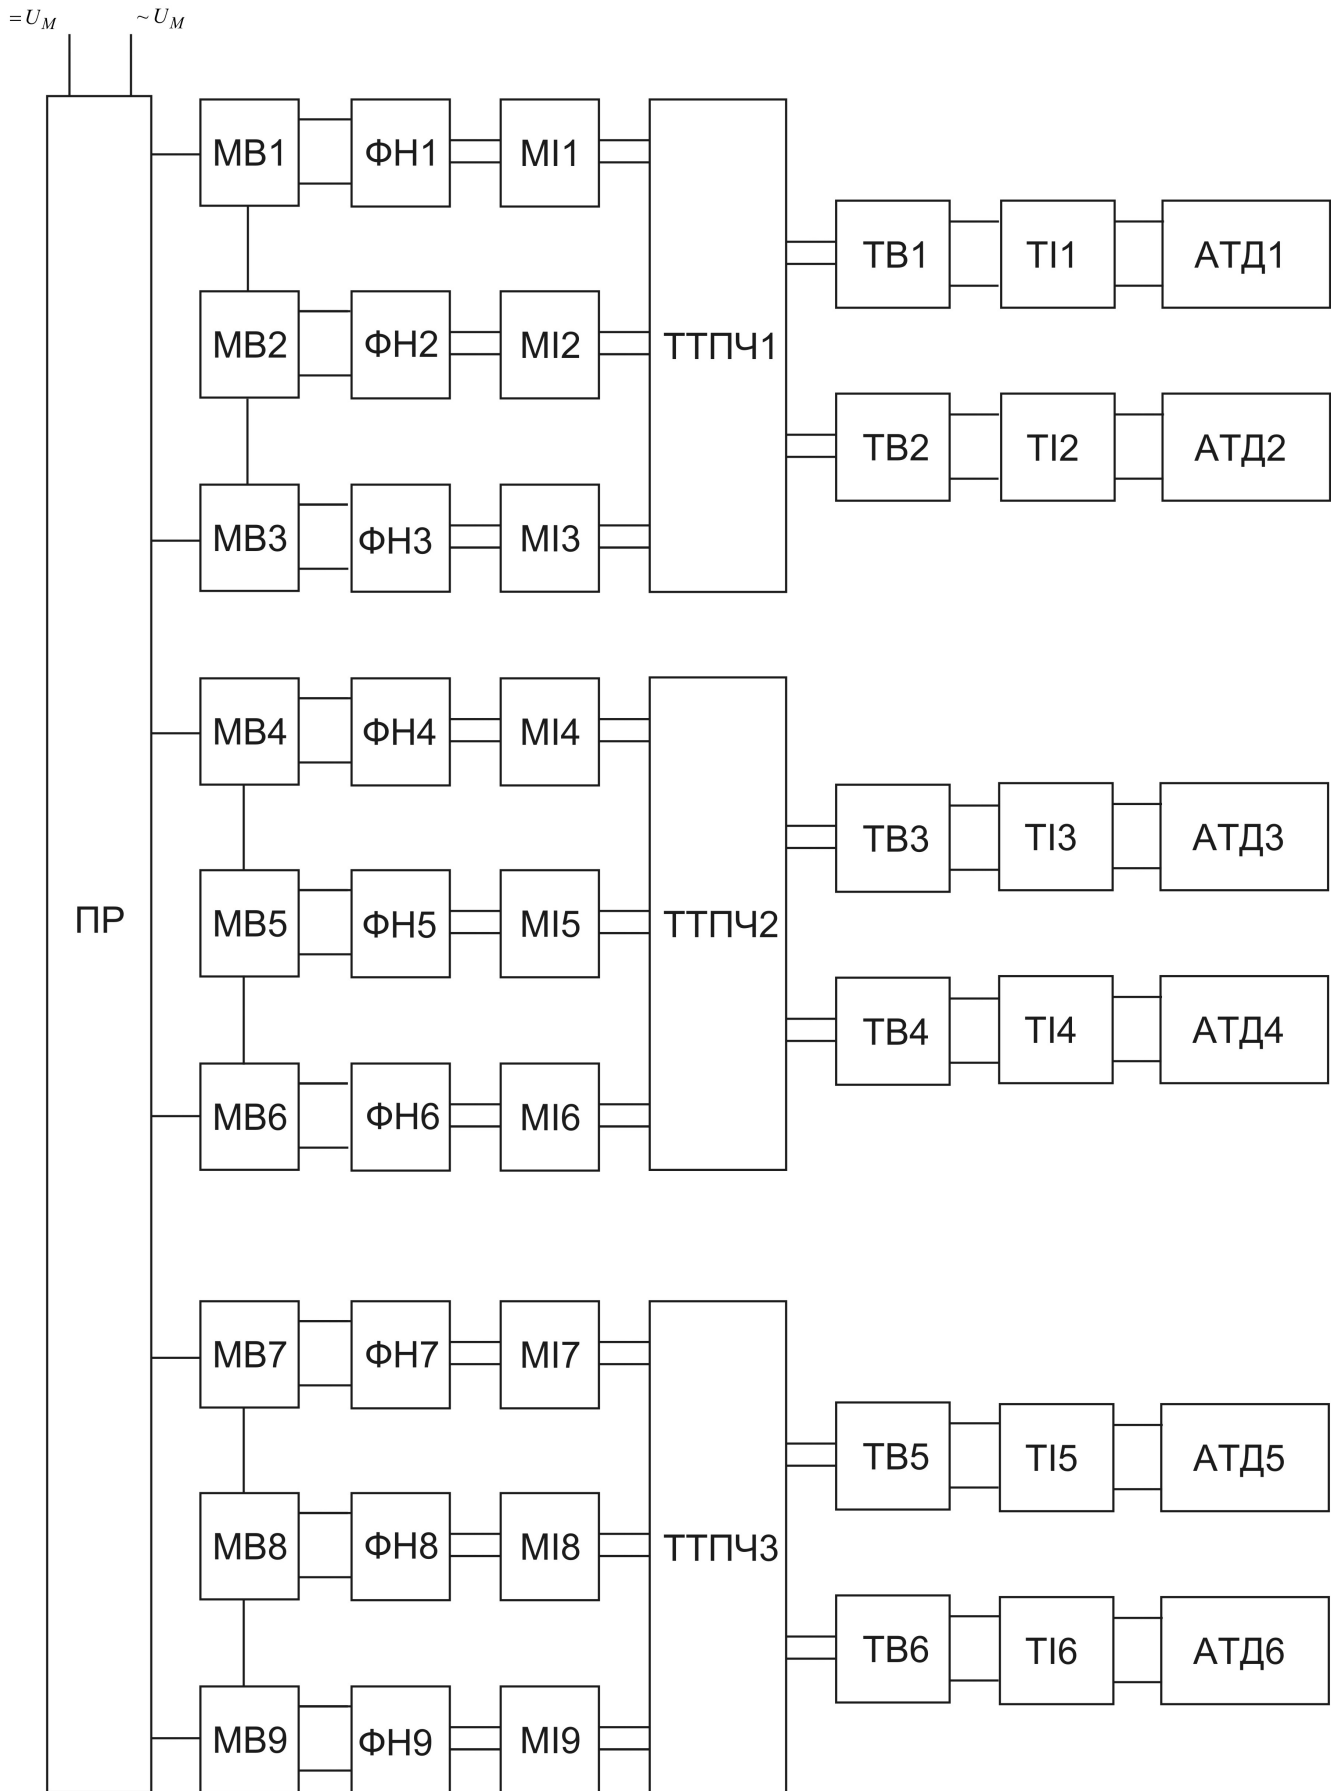 =U_M ~U_M
МВ1 ФН1 МІ1
ТВ1 ТІ1 АТД1
МВ2 ФН2 МІ2 ТТПЧ1
ТВ2 ТІ2 АТД2
МВ3 ФН3 МІ3
МВ4 ФН4 МІ4
ТВ3 ТІ3 АТД3
ПР МВ5 ФН5 МІ5 ТТПЧ2
ТВ4 ТІ4 АТД4
МВ6 ФН6 МІ6
МВ7 ФН7 МІ7
ТВ5 ТІ5 АТД5
МВ8 ФН8 МІ8 ТТПЧ3
ТВ6 ТІ6 АТД6
МВ9 ФН9 МІ9